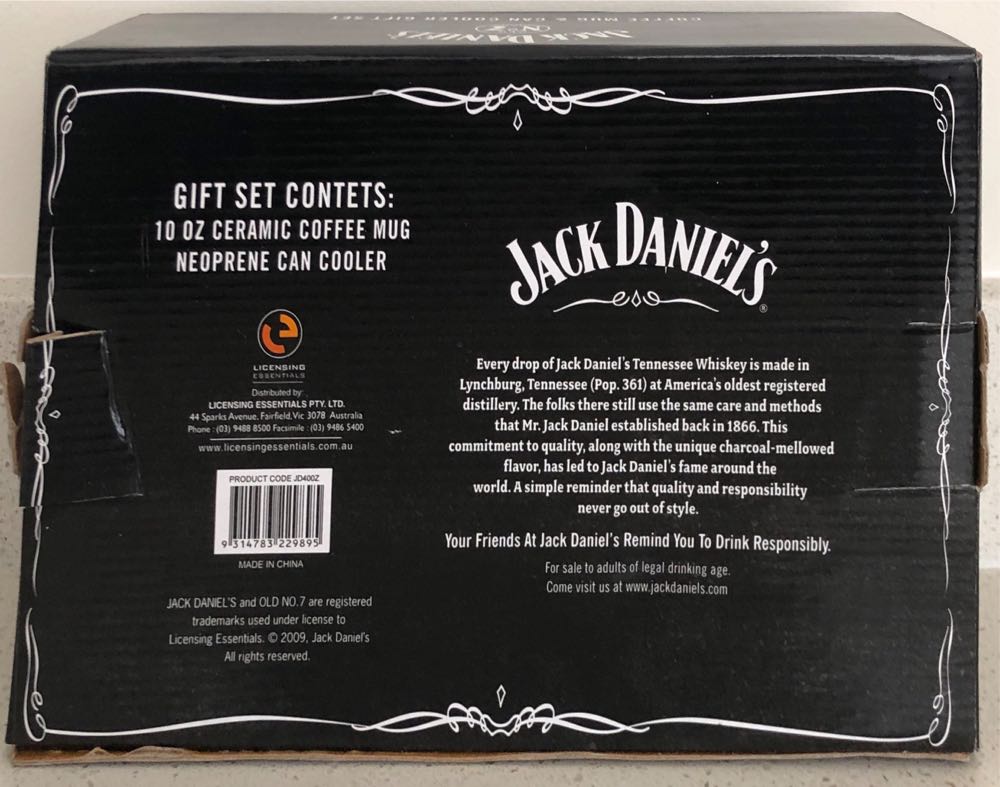 COFFEE MUG & CAN COOLER GIFT SET
JACK DANIEL'S
GIFT SET CONTETS:
10 OZ CERAMIC COFFEE MUG
NEOPRENE CAN COOLER
LICENSING
ESSENTIALS
Distributed by:
LICENSING ESSENTIALS PTY. LTD.
44 Sparks Avenue, Fairfield, Vic 3078 Australia
Phone : (03) 9488 8500 Facsimile : (03) 9486 5400
www.licensingessentials.com.au
PRODUCT CODE JD400Z
9 314783 229895
MADE IN CHINA
JACK DANIEL'S and OLD NO.7 are registered
trademarks used under license to
Licensing Essentials. © 2009, Jack Daniel's
All rights reserved.
JACK DANIEL'S®
Every drop of Jack Daniel's Tennessee Whiskey is made in
Lynchburg, Tennessee (Pop. 361) at America's oldest registered
distillery. The folks there still use the same care and methods
that Mr. Jack Daniel established back in 1866. This
commitment to quality, along with the unique charcoal-mellowed
flavor, has led to Jack Daniel's fame around the
world. A simple reminder that quality and responsibility
never go out of style.
Your Friends At Jack Daniel's Remind You To Drink Responsibly.
For sale to adults of legal drinking age.
Come visit us at www.jackdaniels.com